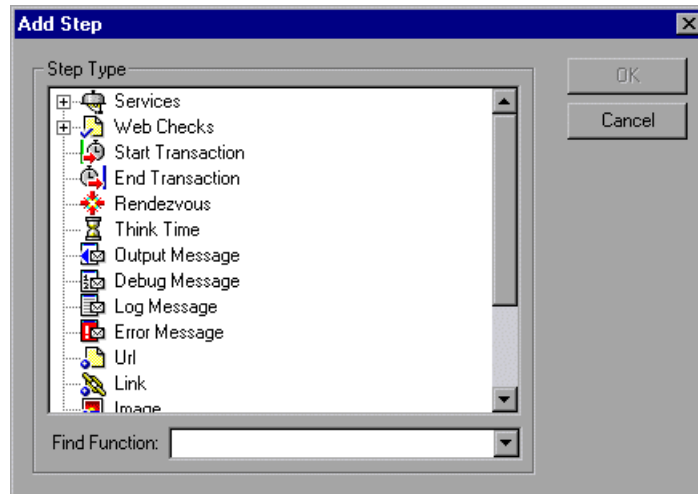 Add Step
Step Type
OK
Cancel
Services
Web Checks
Start Transaction
End Transaction
Rendezvous
Think Time
Output Message
Debug Message
Log Message
Error Message
Url
Link
Image
Find Function: